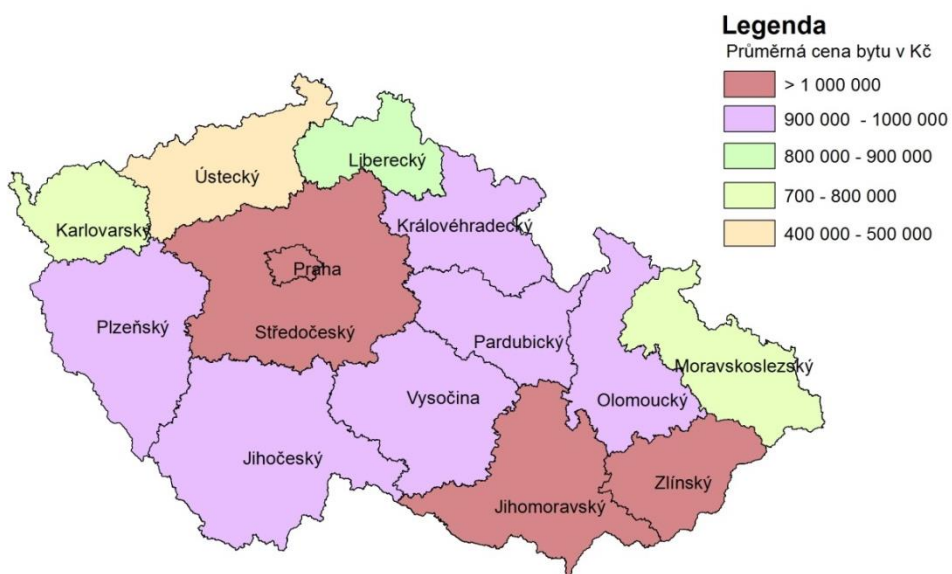 Legenda
Průměrná cena bytu v Kč
> 1 000 000
900 000 - 1000 000
800 000 - 900 000
700 - 800 000
400 000 - 500 000
Liberecký
Ústecký
Královéhradecký
Karlovarský
Praha
Plzeňský
Středočeský
Pardubický
Moravskoslezský
Vysočina
Olomoucký
Jihočeský
Zlínský
Jihomoravský